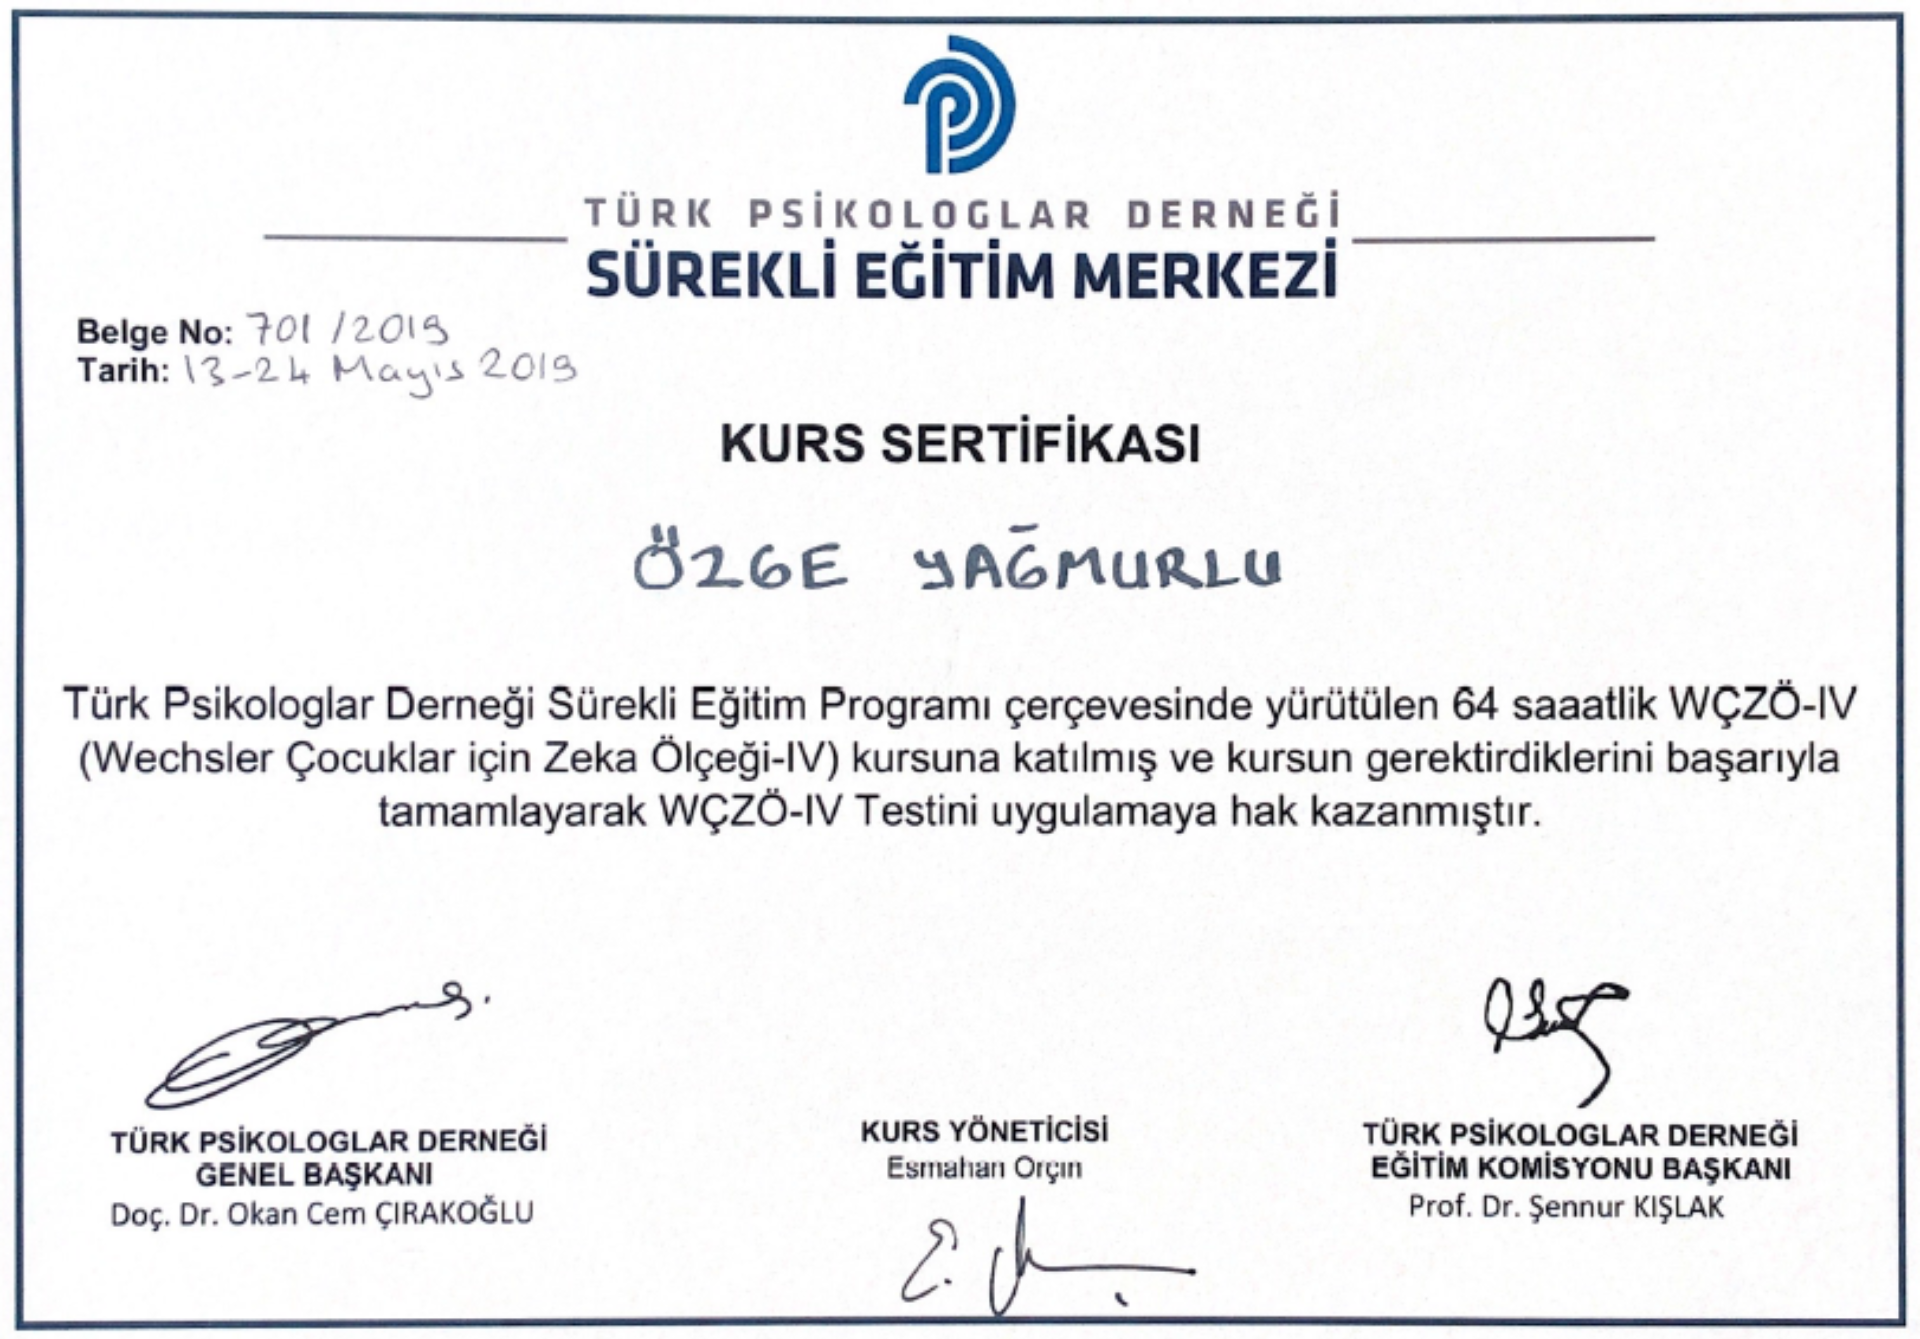 TÜRK PSİKOLOGLAR DERNEĞİ
SÜREKLİ EĞİTİM MERKEZİ
Belge No: 701/2019
Tarih: 13-24 Mayıs 2019
KURS SERTİFİKASI
ÖZGE YAĞMURLU
Türk Psikologlar Derneği Sürekli Eğitim Programı çerçevesinde yürütülen 64 saaatlik WÇZÖ-IV
(Wechsler Çocuklar için Zeka Ölçeği-IV) kursuna katılmış ve kursun gerektirdiklerini başarıyla
tamamlayarak WÇZÖ-IV Testini uygulamaya hak kazanmıştır.
TÜRK PSİKOLOGLAR DERNEĞİ
GENEL BAŞKANI
Doç. Dr. Okan Cem ÇIRAKOĞLU
KURS YÖNETİCİSİ
Esmahan Orçın
TÜRK PSİKOLOGLAR DERNEĞİ
EĞİTİM KOMİSYONU BAŞKANI
Prof. Dr. Şennur KIŞLAK